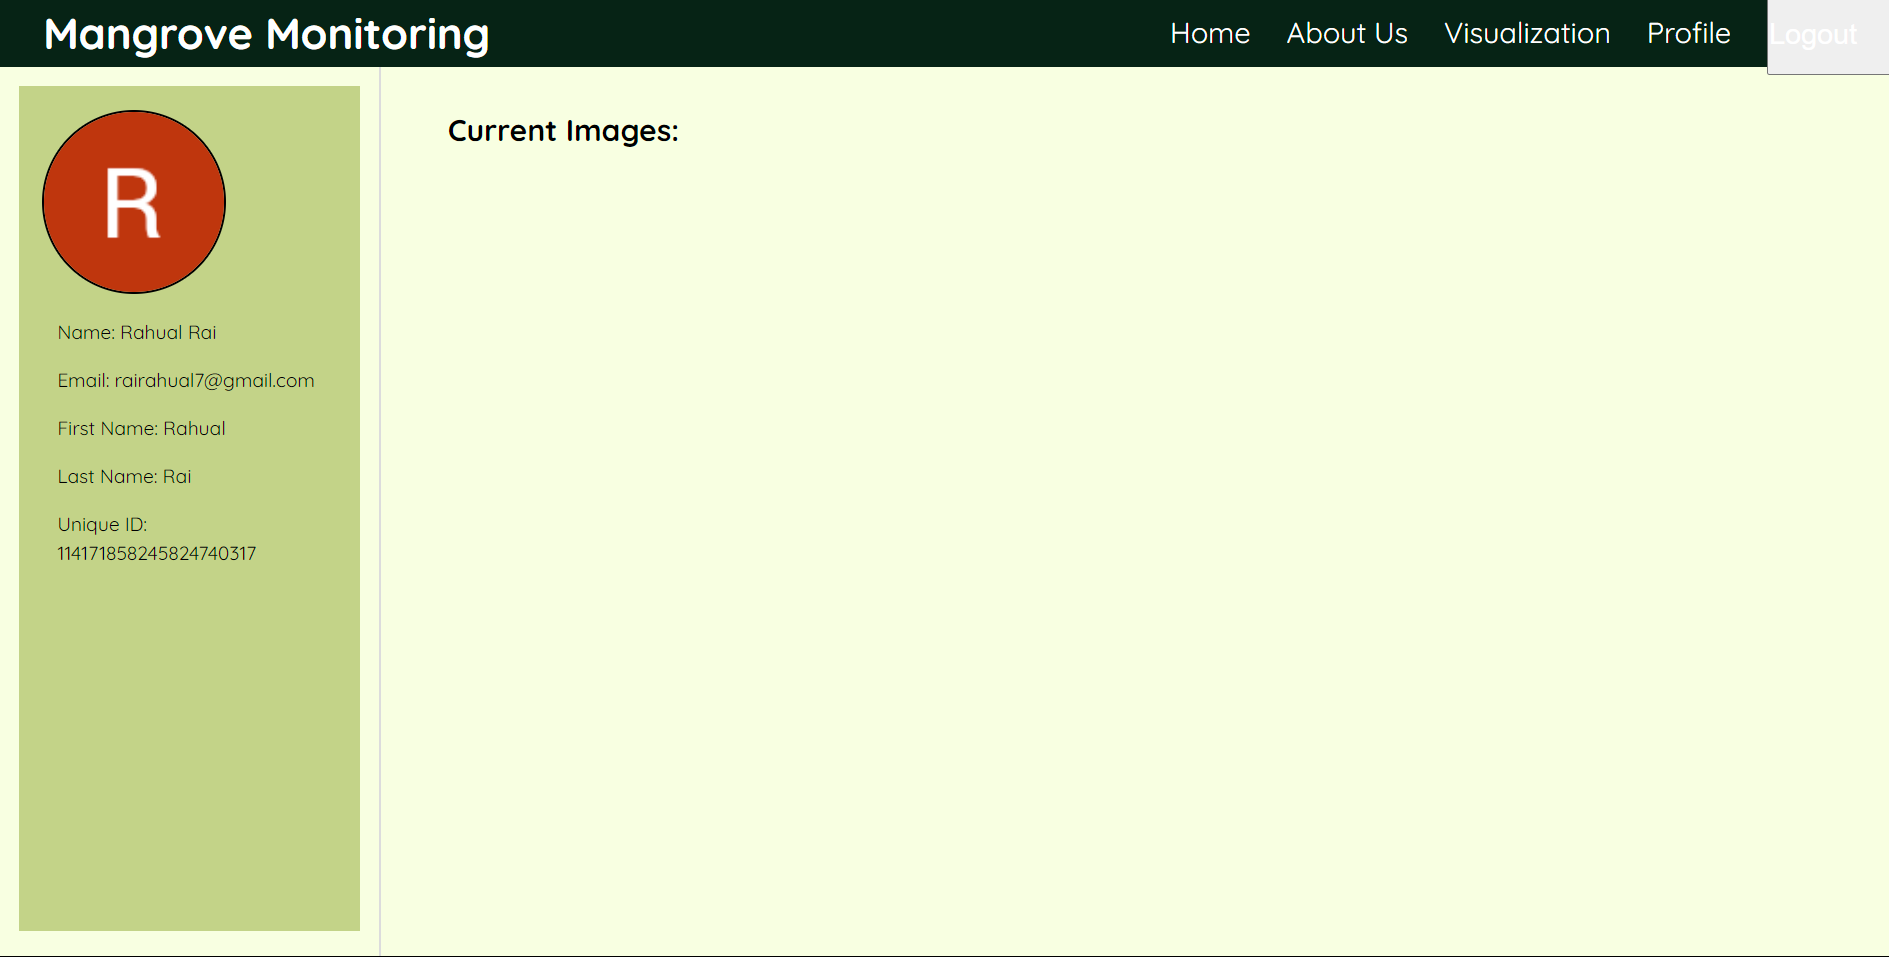 Mangrove Monitoring
Home About Us Visualization Profile Logout
R
Name: Rahual Rai
Email: rairahual7@gmail.com
First Name: Rahual
Last Name: Rai
Unique ID:
114171858245824740317
Current Images: